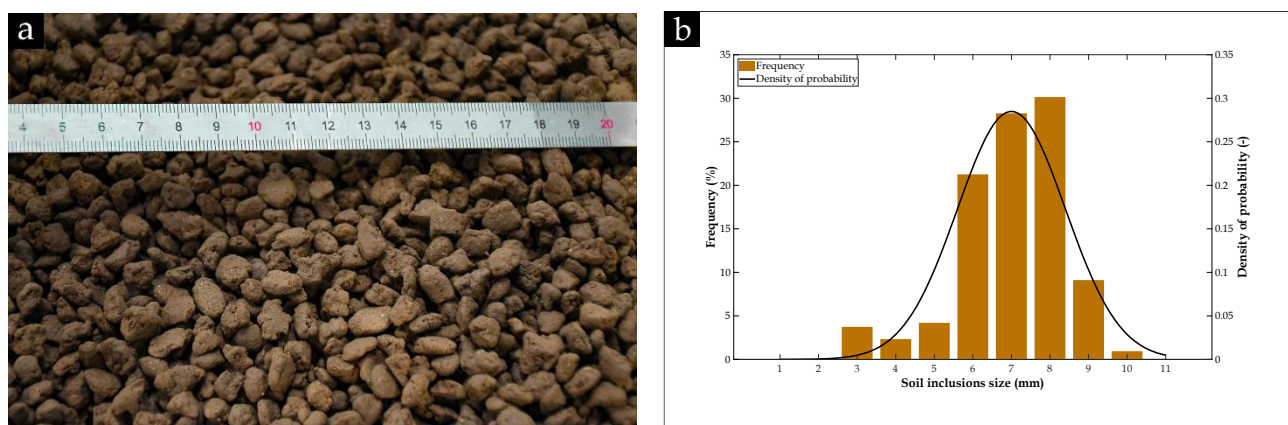 a
4 5 6 7 8 9 10 11 12 13 14 15 16 17 18 19 20
b
35 0.35
Frequency
Density of probability
30 0.3
25 0.25
20 0.2
15 0.15
10 0.1
5 0.05
0 0
Frequency (%)
Density of probability (-)
1 2 3 4 5 6 7 8 9 10 11
Soil inclusions size (mm)